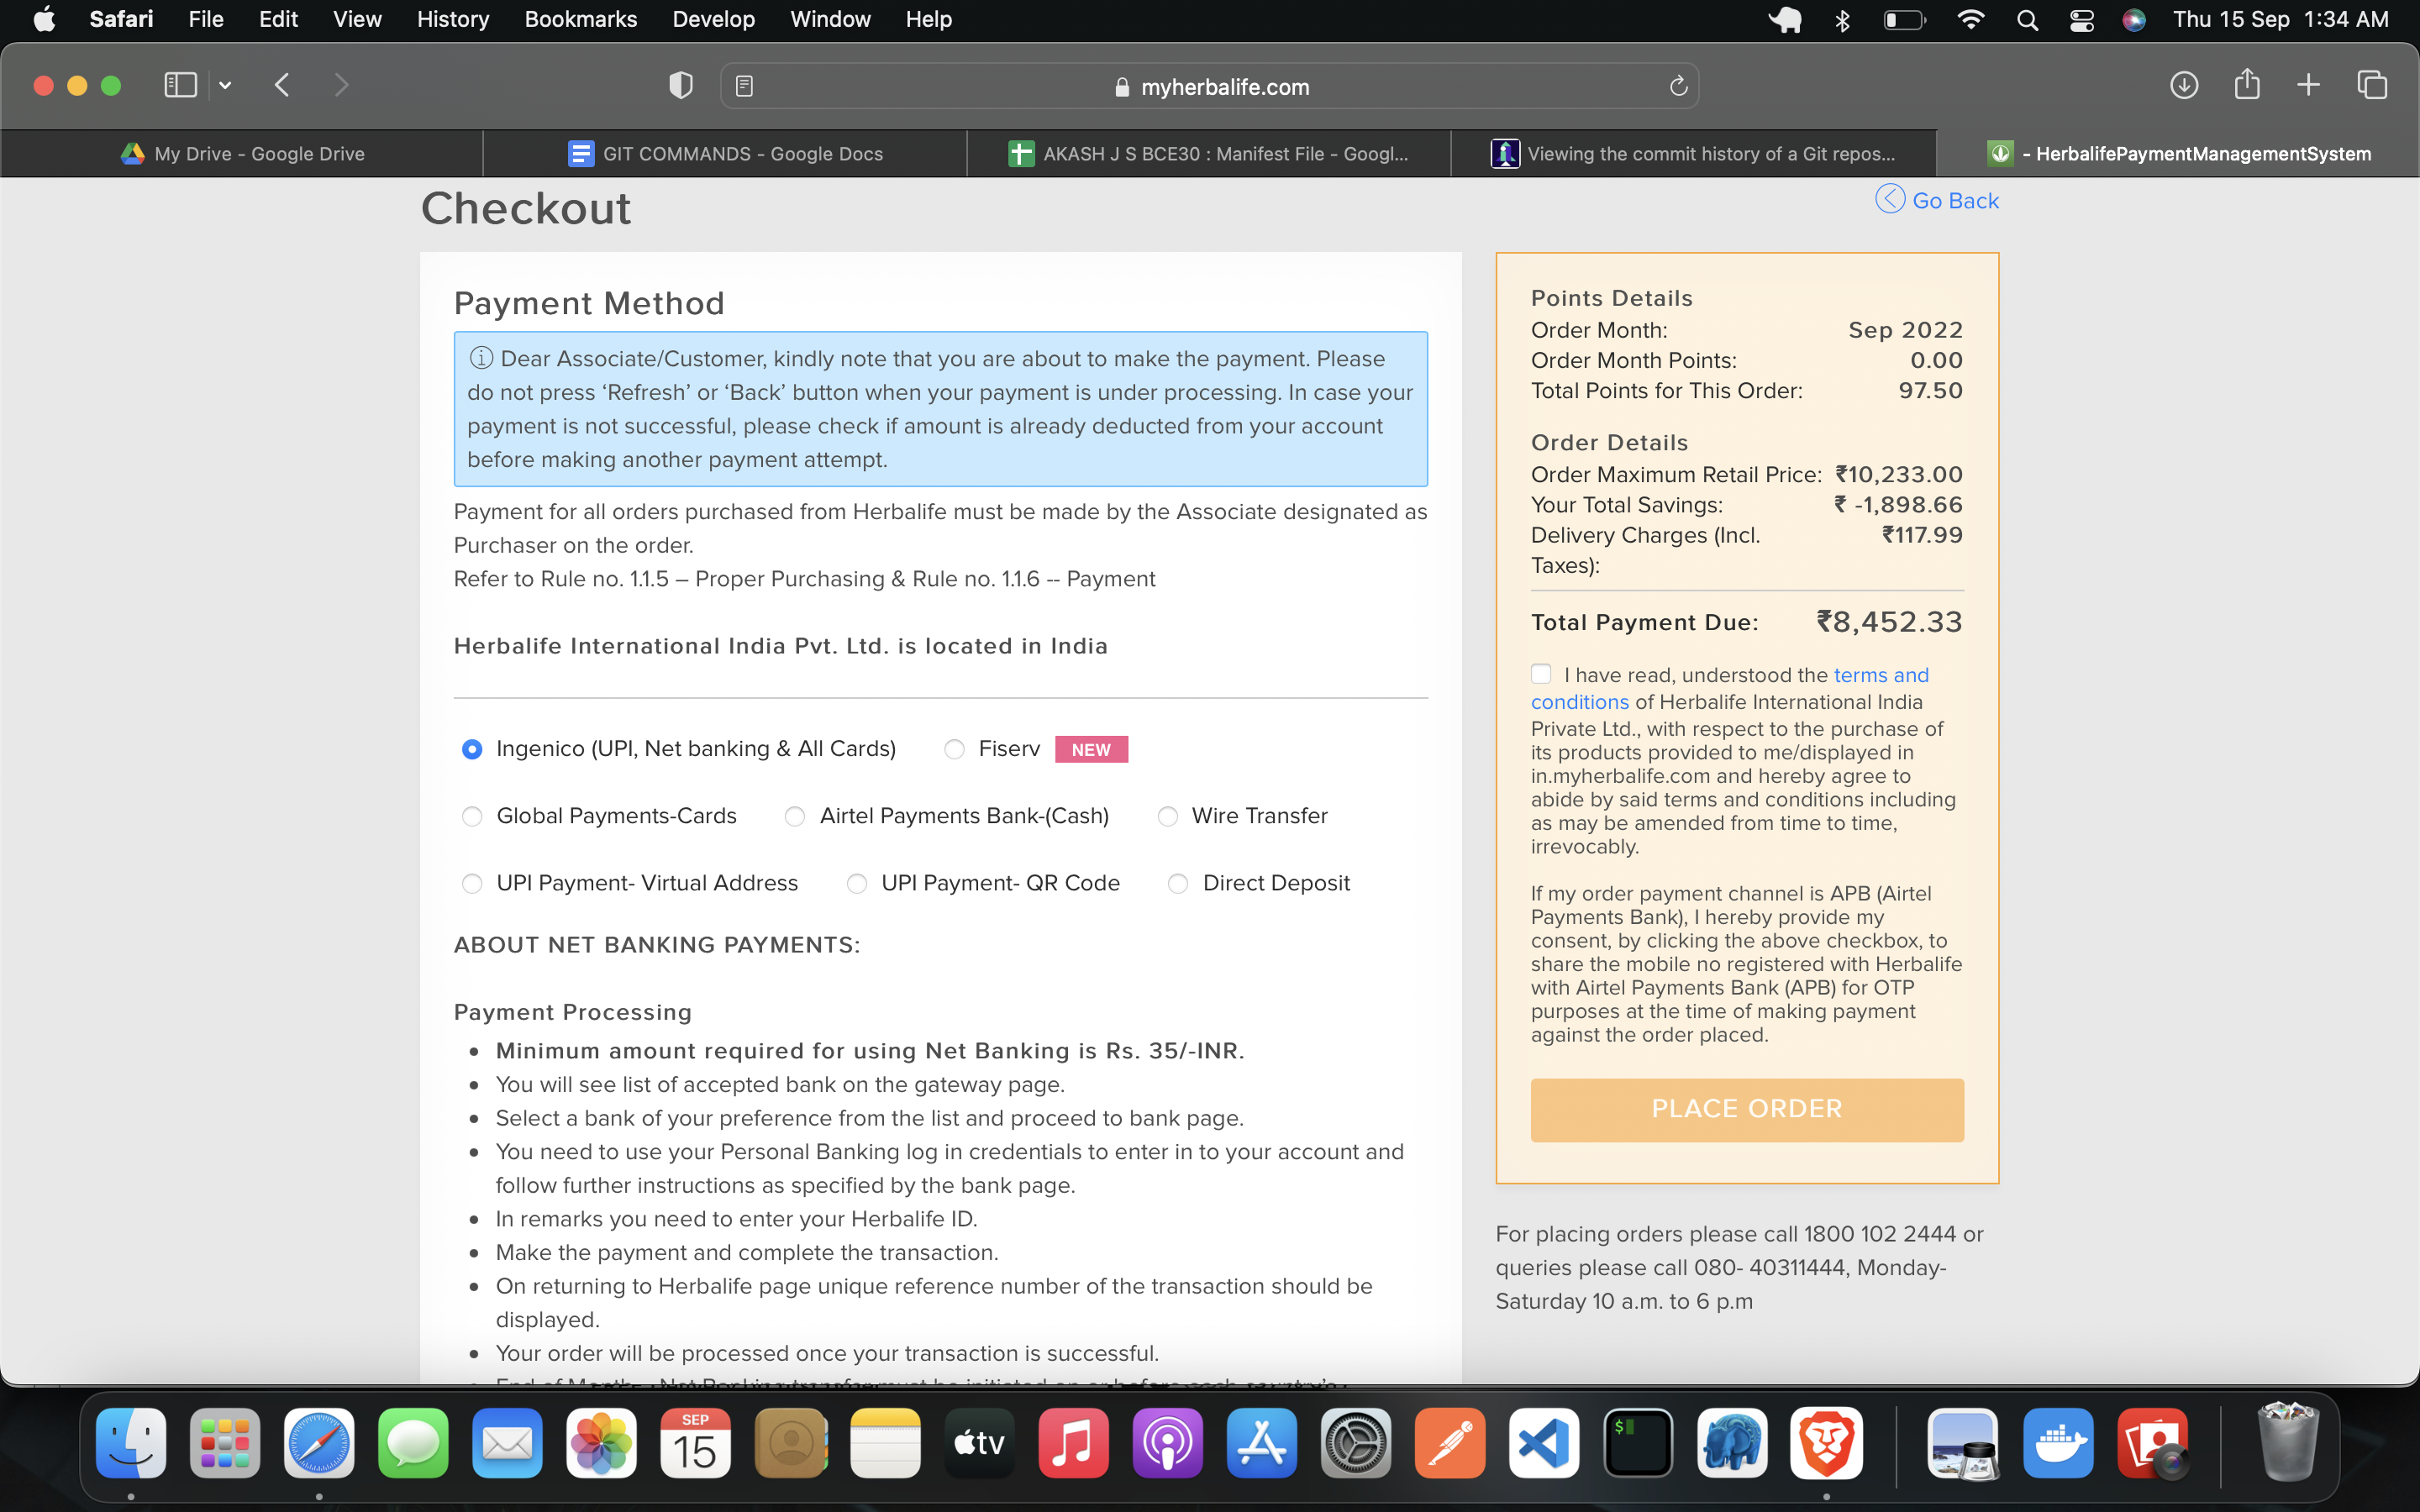 Safari File Edit View History Bookmarks Develop Window Help Thu 15 Sep 1:34 AM
myherbalife.com
My Drive - Google Drive
GIT COMMANDS - Google Docs
AKASH J S BCE30 : Manifest File - Googl...
Viewing the commit history of a Git repos...
- HerbalifePaymentManagementSystem
Checkout
Go Back
Payment Method
Dear Associate/Customer, kindly note that you are about to make the payment. Please
do not press ‘Refresh’ or ‘Back’ button when your payment is under processing. In case your
payment is not successful, please check if amount is already deducted from your account
before making another payment attempt.
Payment for all orders purchased from Herbalife must be made by the Associate designated as
Purchaser on the order.
Refer to Rule no. 1.1.5 – Proper Purchasing & Rule no. 1.1.6 -- Payment
Herbalife International India Pvt. Ltd. is located in India
Ingenico (UPI, Net banking & All Cards) Fiserv NEW
Global Payments-Cards Airtel Payments Bank-(Cash) Wire Transfer
UPI Payment- Virtual Address UPI Payment- QR Code Direct Deposit
ABOUT NET BANKING PAYMENTS:
Payment Processing
• Minimum amount required for using Net Banking is Rs. 35/-INR.
• You will see list of accepted bank on the gateway page.
• Select a bank of your preference from the list and proceed to bank page.
• You need to use your Personal Banking log in credentials to enter in to your account and
follow further instructions as specified by the bank page.
• In remarks you need to enter your Herbalife ID.
• Make the payment and complete the transaction.
• On returning to Herbalife page unique reference number of the transaction should be
displayed.
• Your order will be processed once your transaction is successful.
Points Details
Order Month: Sep 2022
Order Month Points: 0.00
Total Points for This Order: 97.50
Order Details
Order Maximum Retail Price: ₹10,233.00
Your Total Savings: ₹ -1,898.66
Delivery Charges (Incl. ₹117.99
Taxes):
Total Payment Due: ₹8,452.33
I have read, understood the terms and
conditions of Herbalife International India
Private Ltd., with respect to the purchase of
its products provided to me/displayed in
in.myherbalife.com and hereby agree to
abide by said terms and conditions including
as may be amended from time to time,
irrevocably.
If my order payment channel is APB (Airtel
Payments Bank), I hereby provide my
consent, by clicking the above checkbox, to
share the mobile no registered with Herbalife
with Airtel Payments Bank (APB) for OTP
purposes at the time of making payment
against the order placed.
PLACE ORDER
For placing orders please call 1800 102 2444 or
queries please call 080- 40311444, Monday-
Saturday 10 a.m. to 6 p.m
SEP
15
tv
$